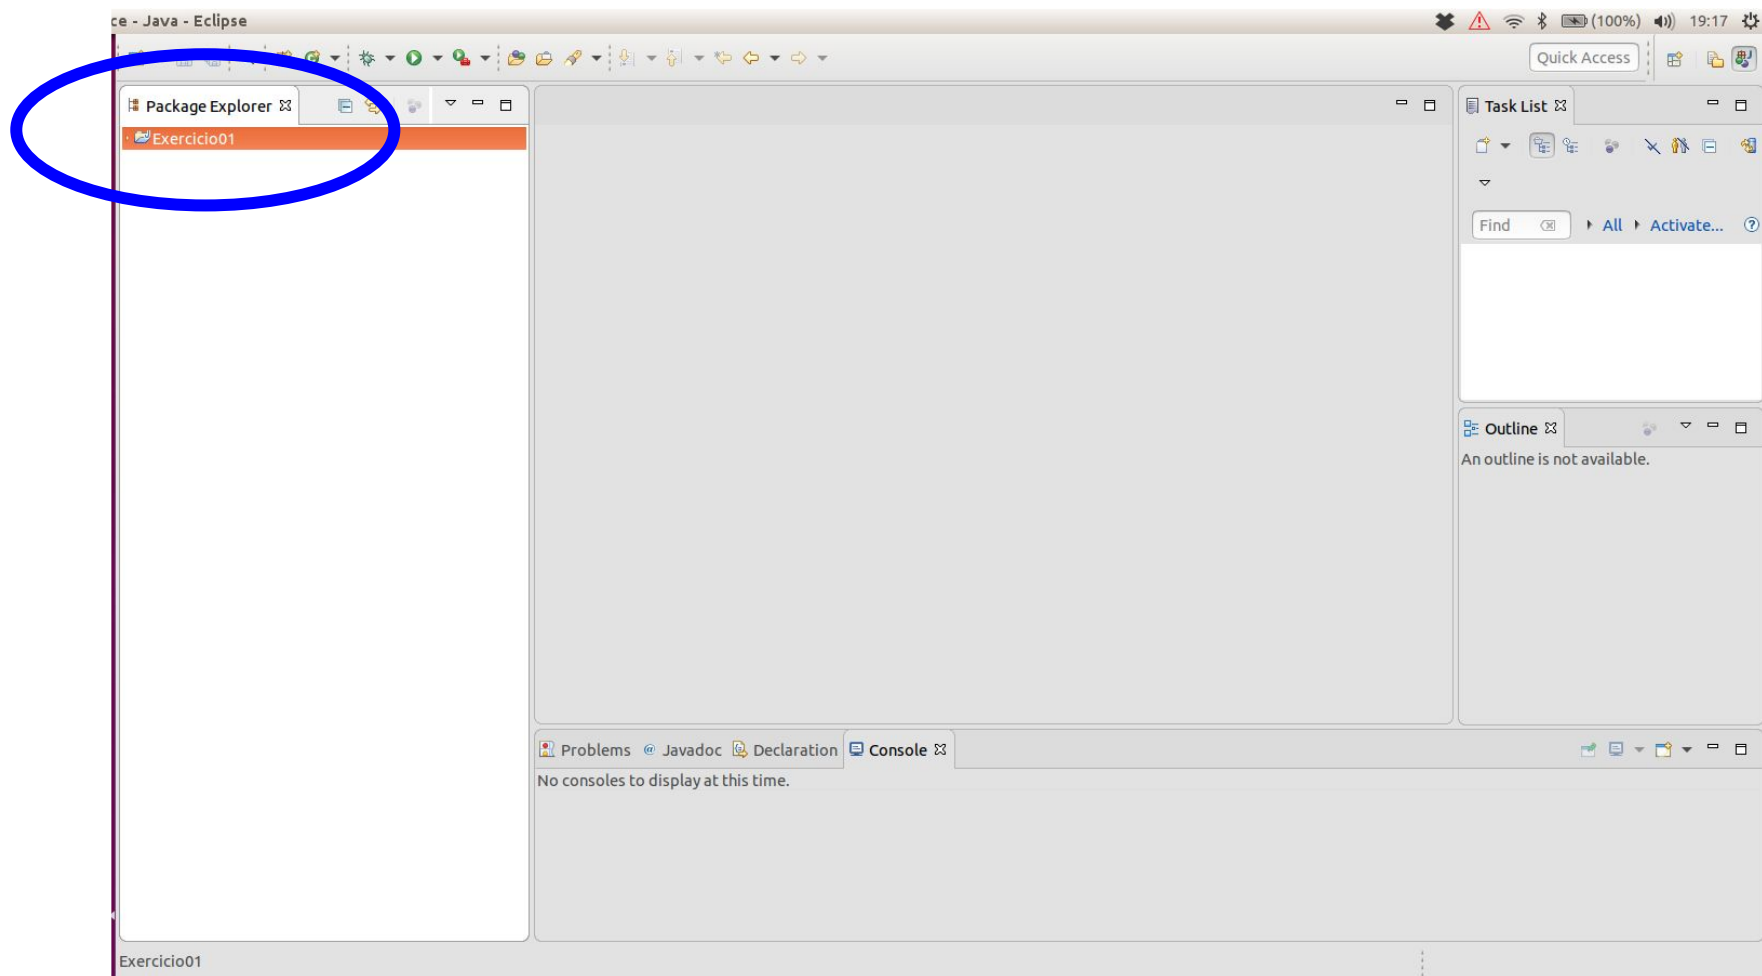 ce - Java - Eclipse
(100%) 19:17
Quick Access
Package Explorer
Exercicio01
Task List
Find All Activate...
Outline
An outline is not available.
Problems @ Javadoc Declaration Console
No consoles to display at this time.
Exercicio01